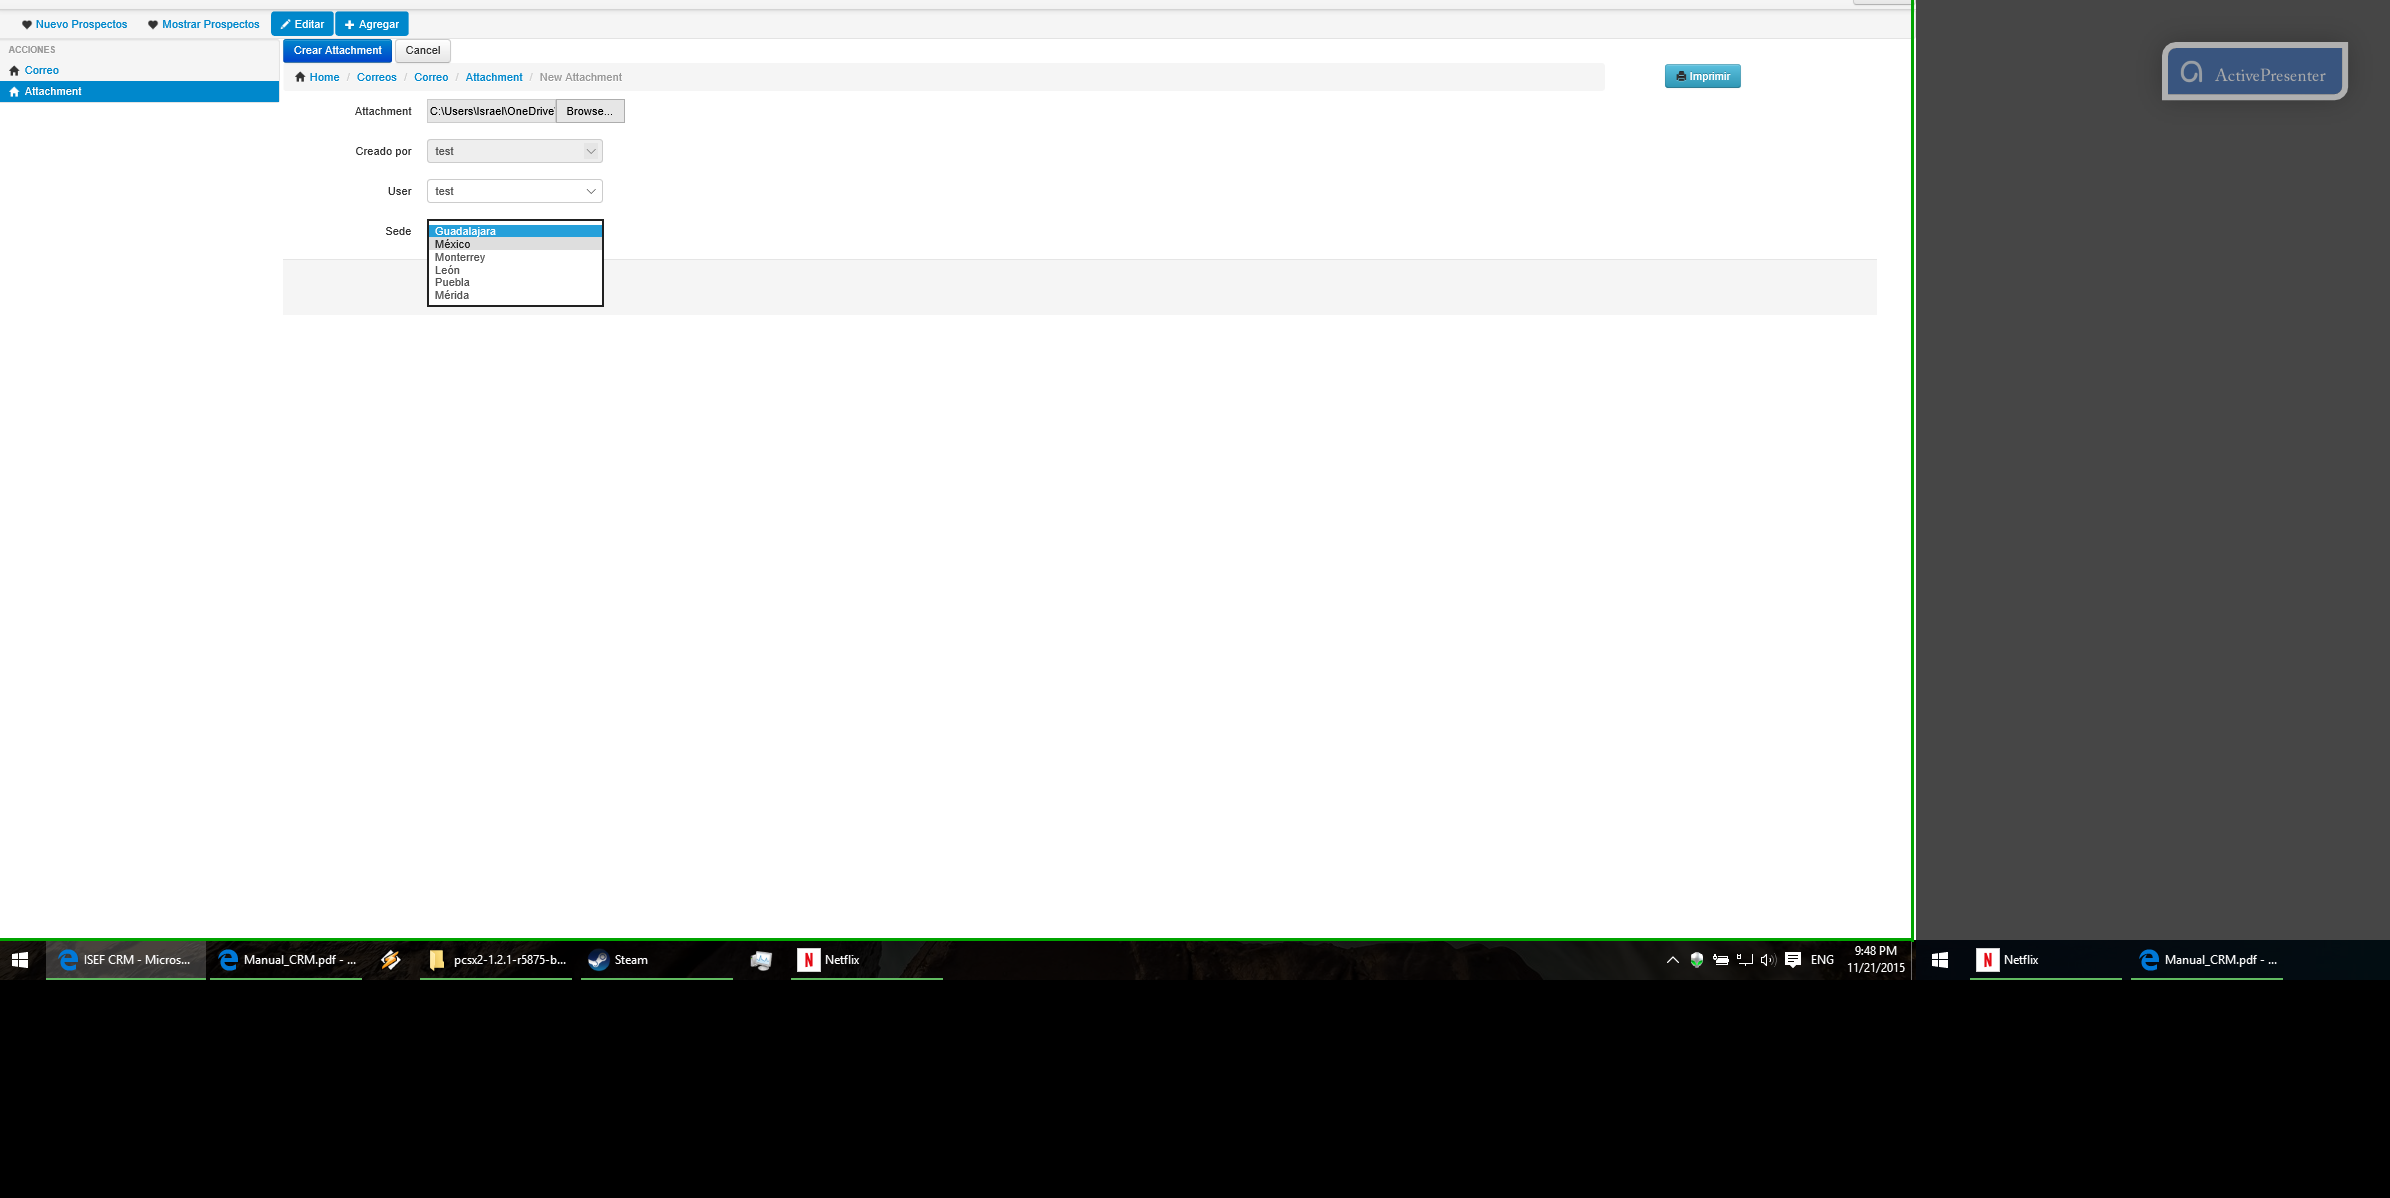 Nuevo Prospectos Mostrar Prospectos Editar Agregar
ACCIONES
Crear Attachment Cancel
Correo
Home / Correos / Correo / Attachment / New Attachment
Imprimir
Attachment
ActivePresenter
Attachment C:\Users\Israel\OneDrive Browse...
Creado por test
User test
Sede
Guadalajara
México
Monterrey
León
Puebla
Mérida
ISEF CRM - Micros... Manual_CRM.pdf - ... pcsx2-1.2.1-r5875-b... Steam Netflix ENG 9:48 PM
11/21/2015
Netflix Manual_CRM.pdf - ...